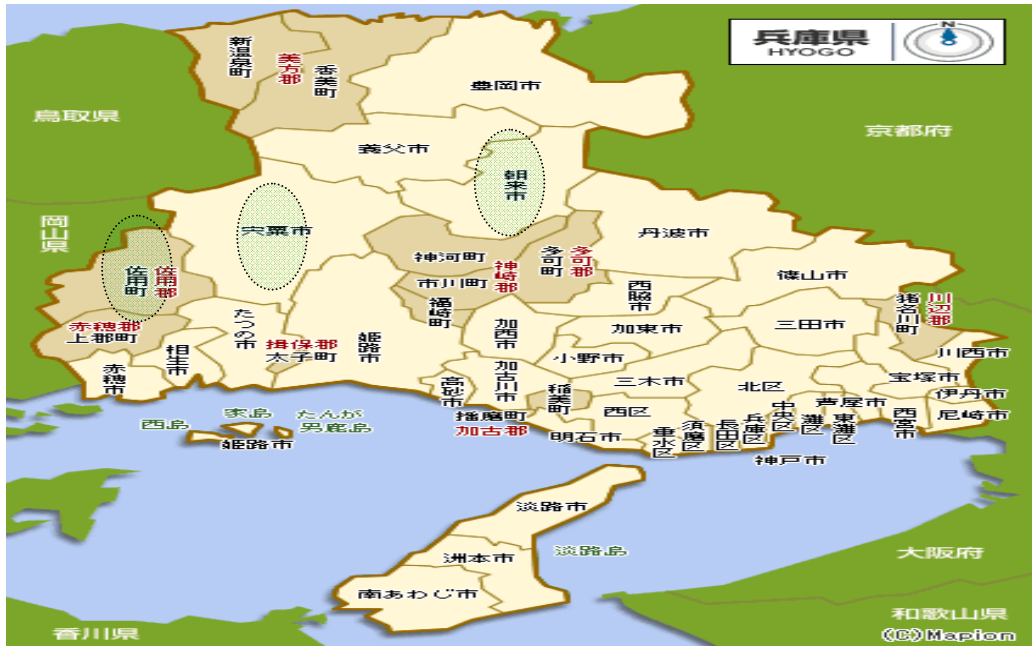 兵庫県
HYOGO
N
新温泉町
美方郡
香美町
豊岡市
鳥取県
京都府
養父市
朝来市
岡山県
宍粟市
丹波市
佐用町
佐用郡
神河町
神崎郡
多可町
多可郡
市川町
篠山市
西脇市
福崎町
猪名川町
川辺郡
赤穂郡
上郡町
たつの市
加西市
加東市
三田市
相生市
揖保郡
太子町
姫路市
小野市
川西市
赤穂市
高砂市
加古川市
稲美町
三木市
北区
宝塚市
伊丹市
芦屋市
尼崎市
西島
家島
たんが
男鹿島
姫路市
播磨町
加古郡
西区
明石市
垂水区
須磨区
長田区
兵庫区
中央区
灘区
東灘区
西宮市
神戸市
淡路市
淡路島
洲本市
南あわじ市
大阪府
和歌山県
香川県
(C)Mapion